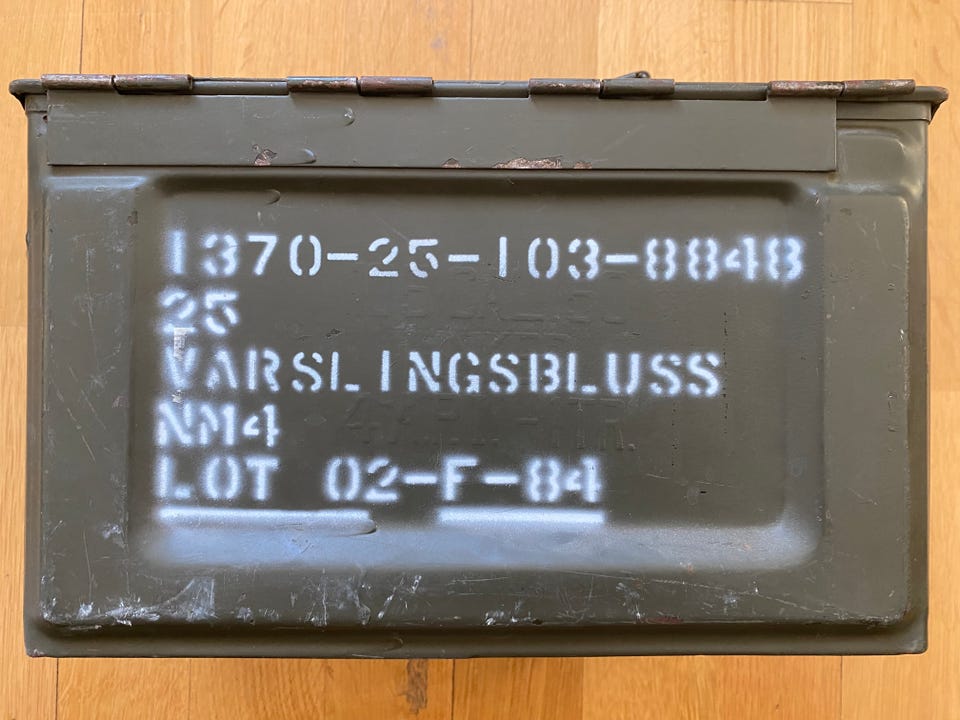 1370-25-103-8848
25
VARSLINGSBLUSS
NM4
LOT 02-F-84